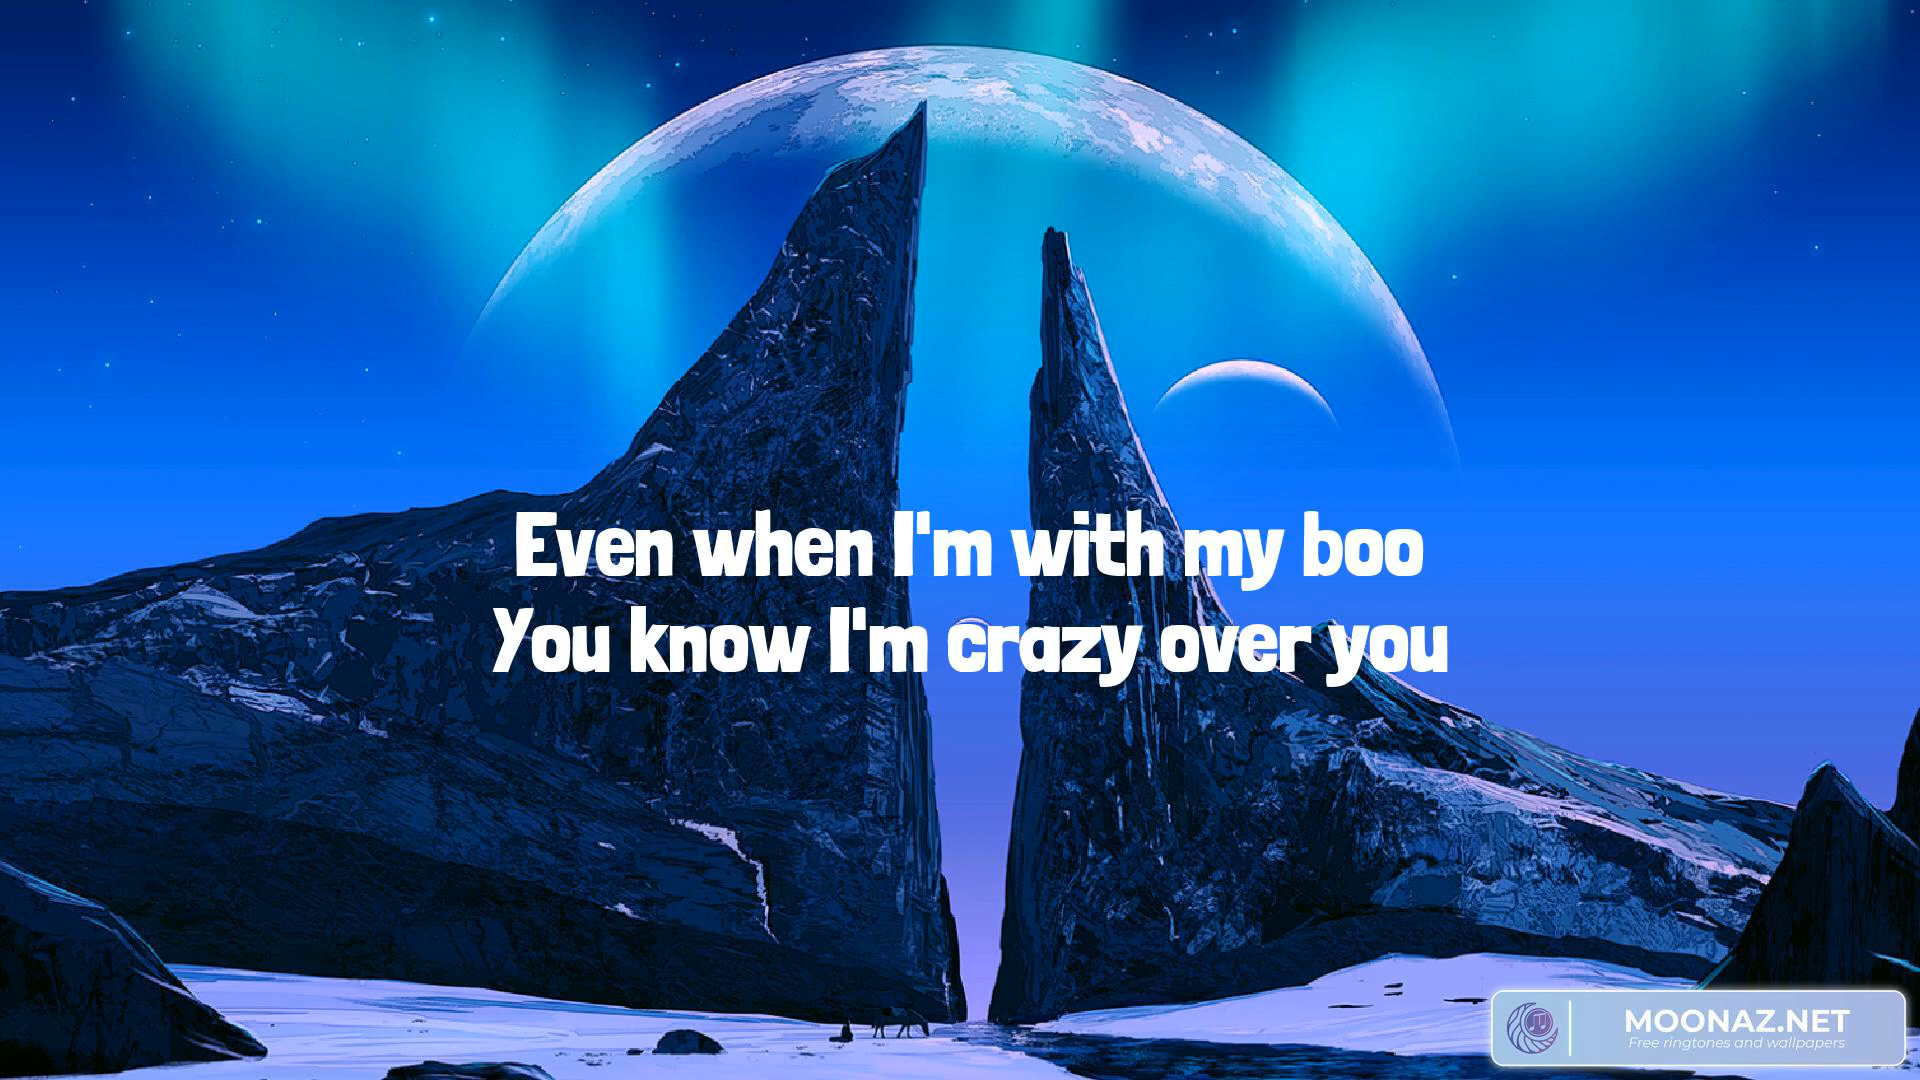 Even when I'm with my boo
You know I'm crazy over you
MOONAZ.NET
Free ringtones and wallpapers